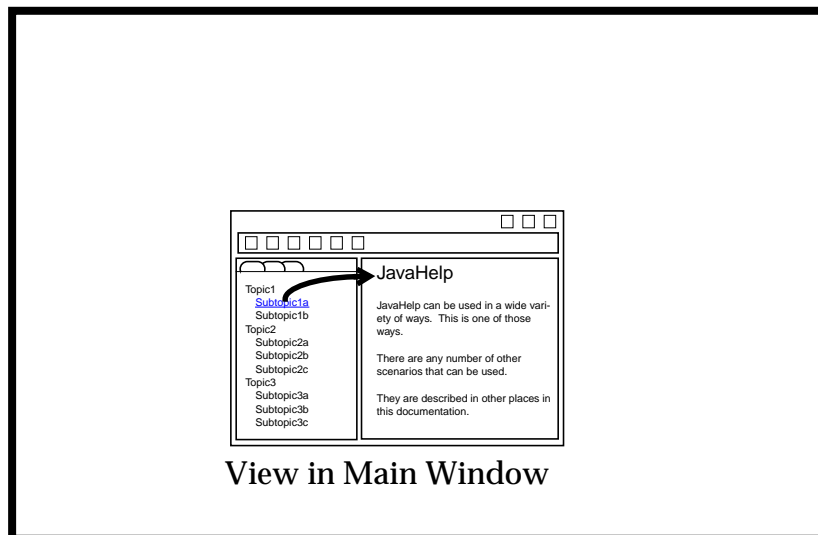 Topic1
Subtopic1a
Subtopic1b
Topic2
Subtopic2a
Subtopic2b
Subtopic2c
Topic3
Subtopic3a
Subtopic3b
Subtopic3c
JavaHelp
JavaHelp can be used in a wide vari-
ety of ways.  This is one of those
ways.
There are any number of other
scenarios that can be used.
They are described in other places in
this documentation.
View in Main Window